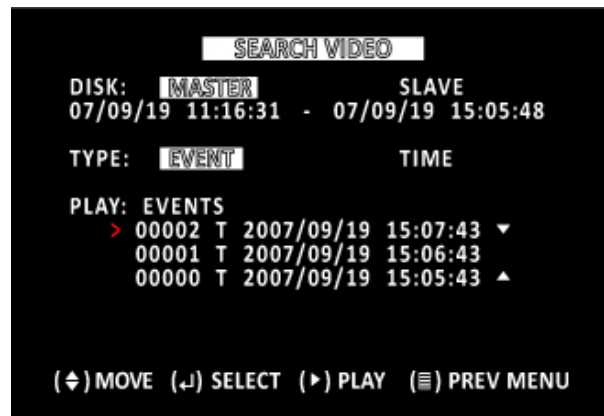 SEARCH VIDEO
DISK: MASTER SLAVE
07/09/19 11:16:31 - 07/09/19 15:05:48
TYPE: EVENT TIME
PLAY: EVENTS
> 00002 T 2007/09/19 15:07:43 ▼
00001 T 2007/09/19 15:06:43
00000 T 2007/09/19 15:05:43 ▲
(♦) MOVE (↵) SELECT (▶) PLAY (≣) PREV MENU